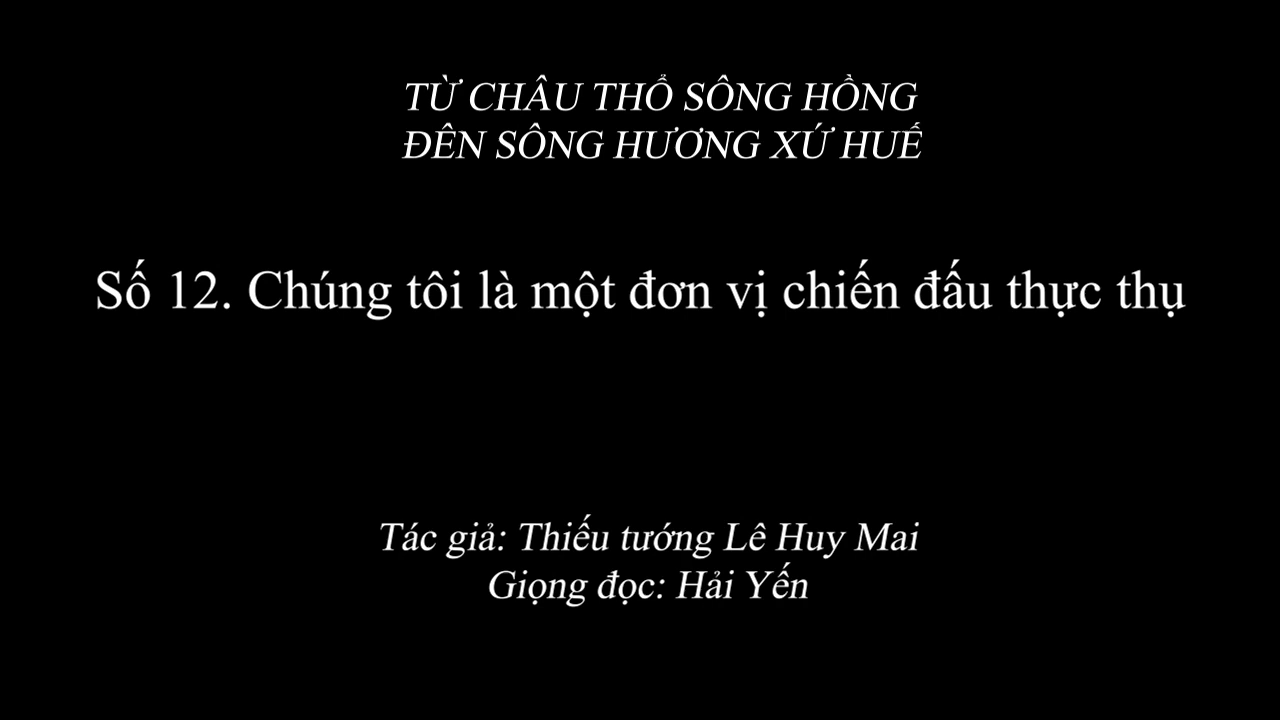 TỪ CHÂU THỔ SÔNG HỒNG
ĐÊN SÔNG HƯƠNG XỨ HUẾ
Số 12. Chúng tôi là một đơn vị chiến đấu thực thụ
Tác giả: Thiếu tướng Lê Huy Mai
Giọng đọc: Hải Yến